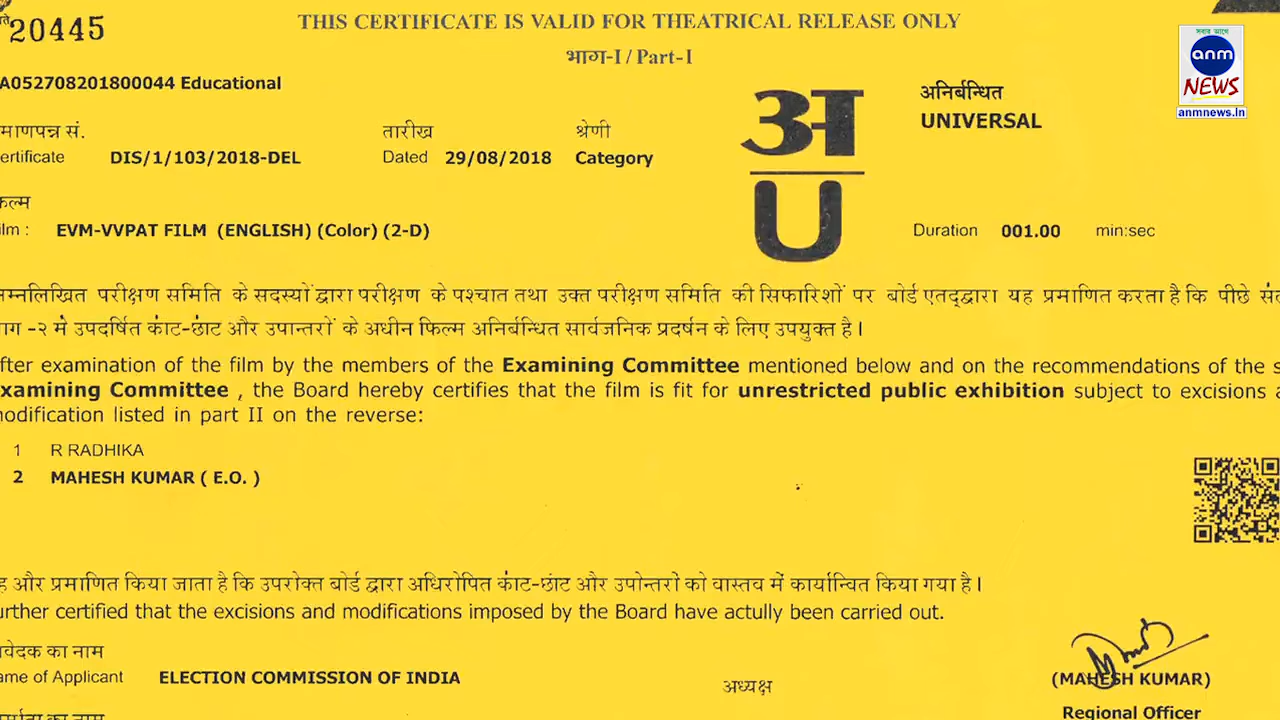 THIS CERTIFICATE IS VALID FOR THEATRICAL RELEASE ONLY
20445
भाग-I / Part-I
সবার আগে
anm
NEWS
anmnews.in
A052708201800044 Educational
अ
U
अनिर्बन्धित
UNIVERSAL
माणपत्र सं. तारीख श्रेणी
ertificate DIS/1/103/2018-DEL Dated 29/08/2018 Category
फल्म
ilm : EVM-VVPAT FILM (ENGLISH) (Color) (2-D) Duration 001.00 min:sec
नम्नलिखित परीक्षण समिति के सदस्यों द्वारा परीक्षण के पश्चात तथा उक्त परीक्षण समिति की सिफारिशों पर बोर्ड एतद्द्वारा यह प्रमाणित करता है कि पीछे संल
ाग -२ में उपदर्षित काट-छांट और उपान्तरों के अधीन फिल्म अनिर्बन्धित सार्वजनिक प्रदर्षन के लिए उपयुक्त है।
fter examination of the film by the members of the Examining Committee mentioned below and on the recommendations of the s
xamining Committee , the Board hereby certifies that the film is fit for unrestricted public exhibition subject to excisions a
nodification listed in part II on the reverse:
1 R RADHIKA
2 MAHESH KUMAR ( E.O. )
ह और प्रमाणित किया जाता है कि उपरोक्त बोर्ड द्वारा अधिरोपित कांट-छांट और उपोन्तरों को वास्तव में कार्यान्वित किया गया है।
urther certified that the excisions and modifications imposed by the Board have actully been carried out.
ावेदक का नाम
ame of Applicant ELECTION COMMISSION OF INDIA
अध्यक्ष
(MAHESH KUMAR)
Regional Officer